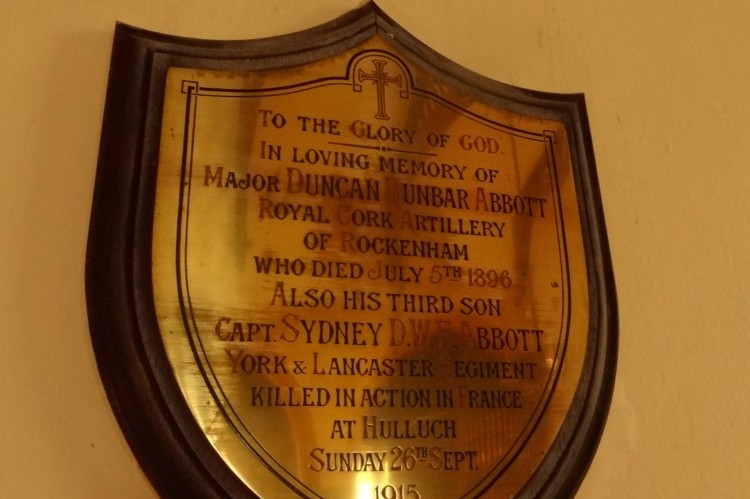 TO THE GLORY OF GOD.
IN LOVING MEMORY OF
MAJOR DUNCAN DUNBAR ABBOTT
ROYAL CORK ARTILLERY
OF ROCKENHAM
WHO DIED JULY 5TH 1896
ALSO HIS THIRD SON
CAPT. SYDNEY D.W. ABBOTT
YORK & LANCASTER REGIMENT
KILLED IN ACTION IN FRANCE
AT HULLUCH
SUNDAY 26TH SEPT.
1915